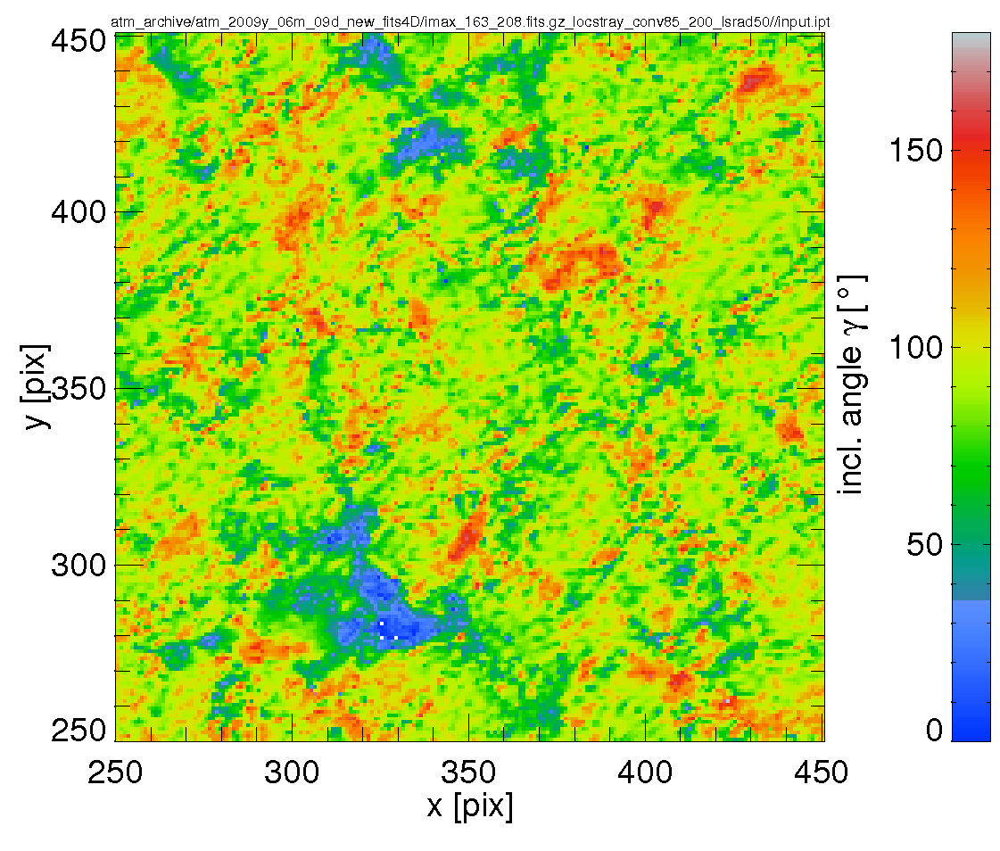 atm_archive/atm_2009y_06m_09d_new_fits4D/imax_163_208.fits.gz_locstray_conv85_200_lsrad50//input.ipt
450
400
350
300
250
y [pix]
250 300 350 400 450
x [pix]
150
100
50
0
incl. angle γ [°]